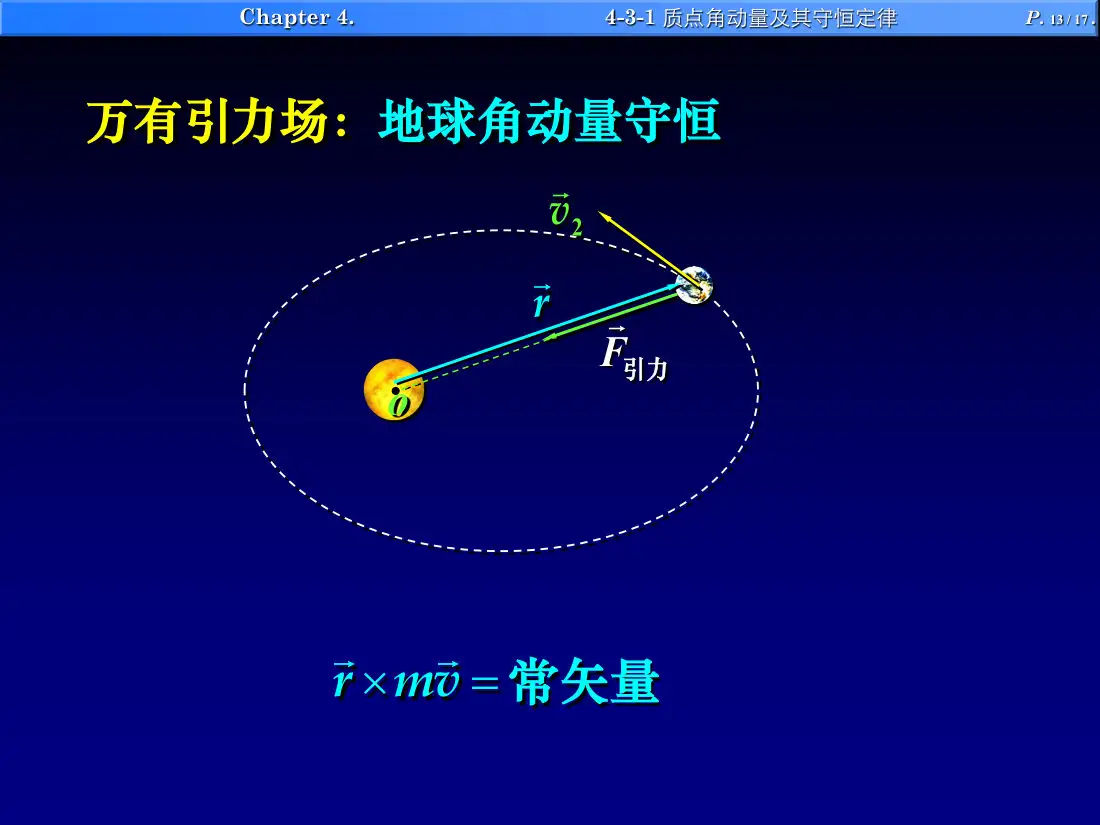 Chapter 4. 4-3-1 质点角动量及其守恒定律 P. 13 / 17 .
万有引力场：地球角动量守恒
v⃗₂
r⃗
F⃗引力
O
r⃗ × mv⃗ = 常矢量